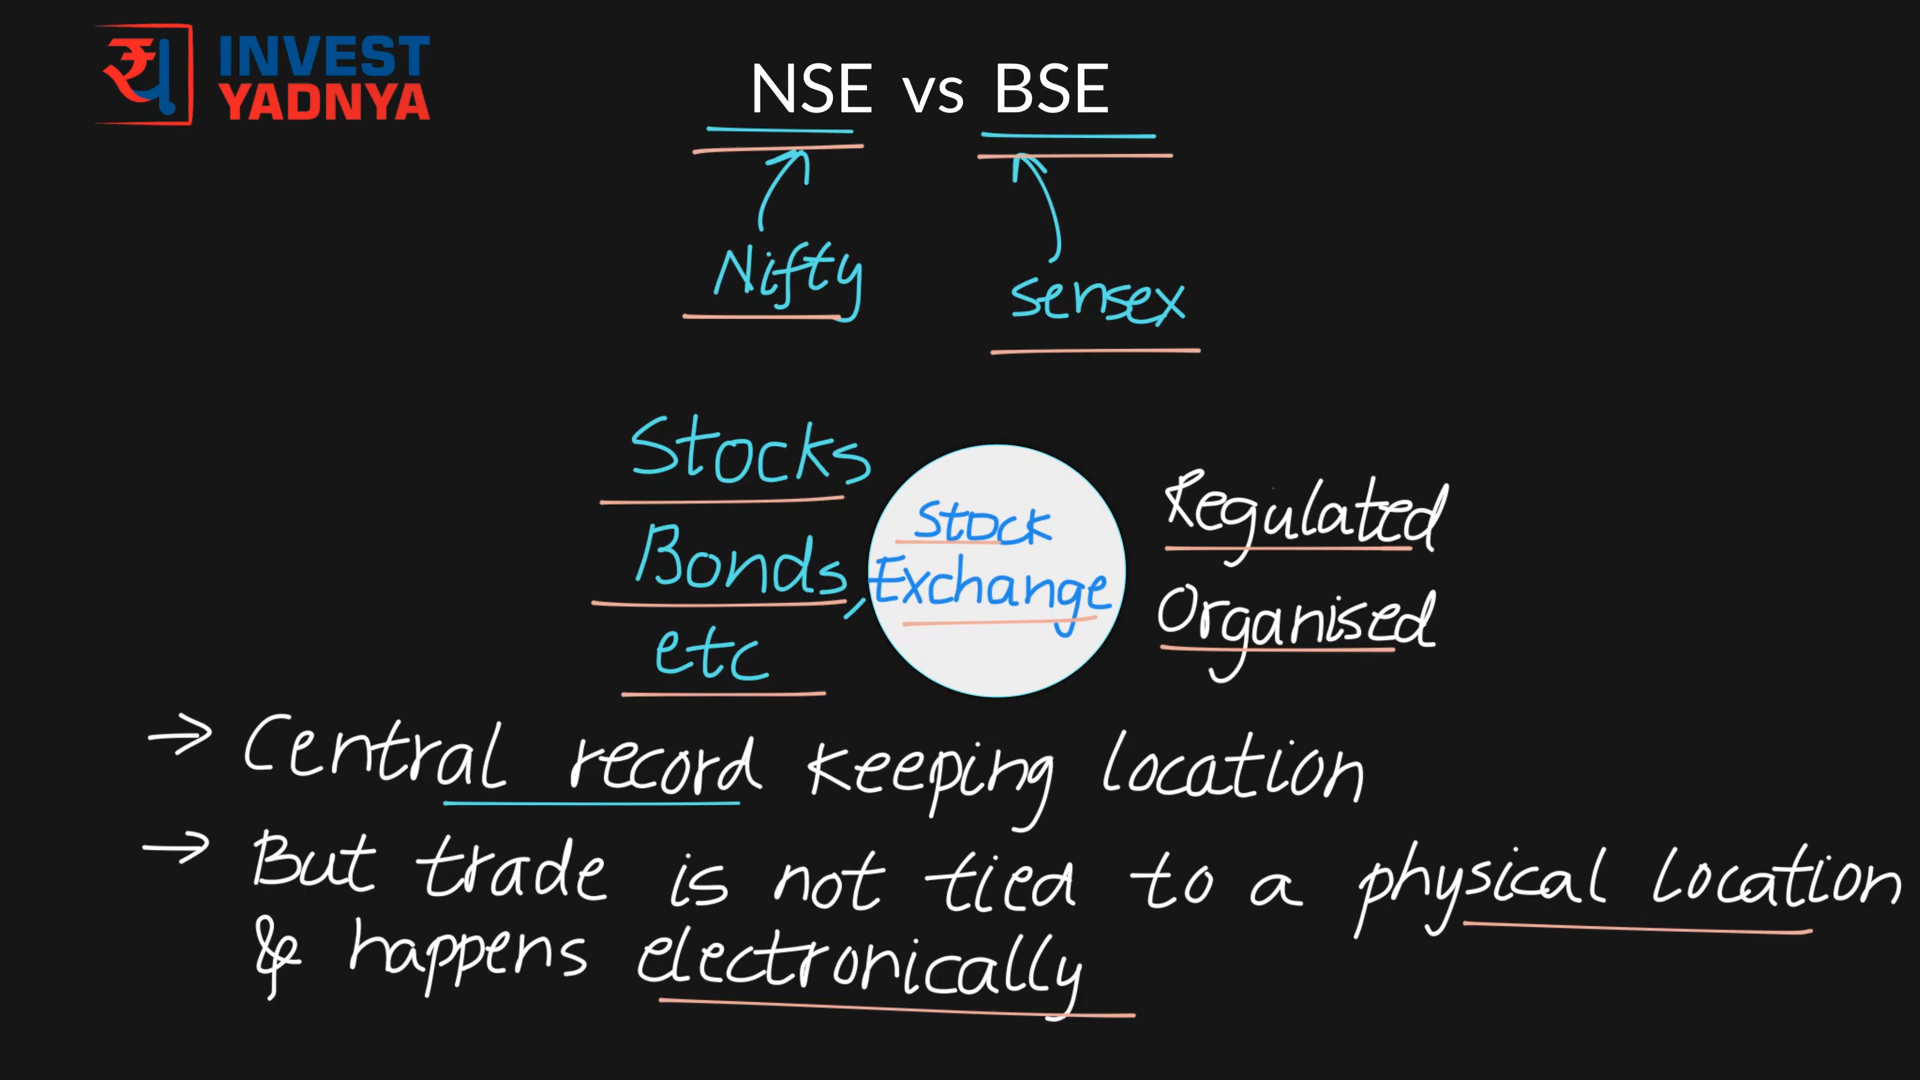 य
INVEST
YADNYA
NSE vs BSE
Nifty
Sensex
Stocks
Bonds,
etc
Stock
Exchange
Regulated
Organised
→ Central record keeping location
→ But trade is not tied to a physical location
& happens electronically